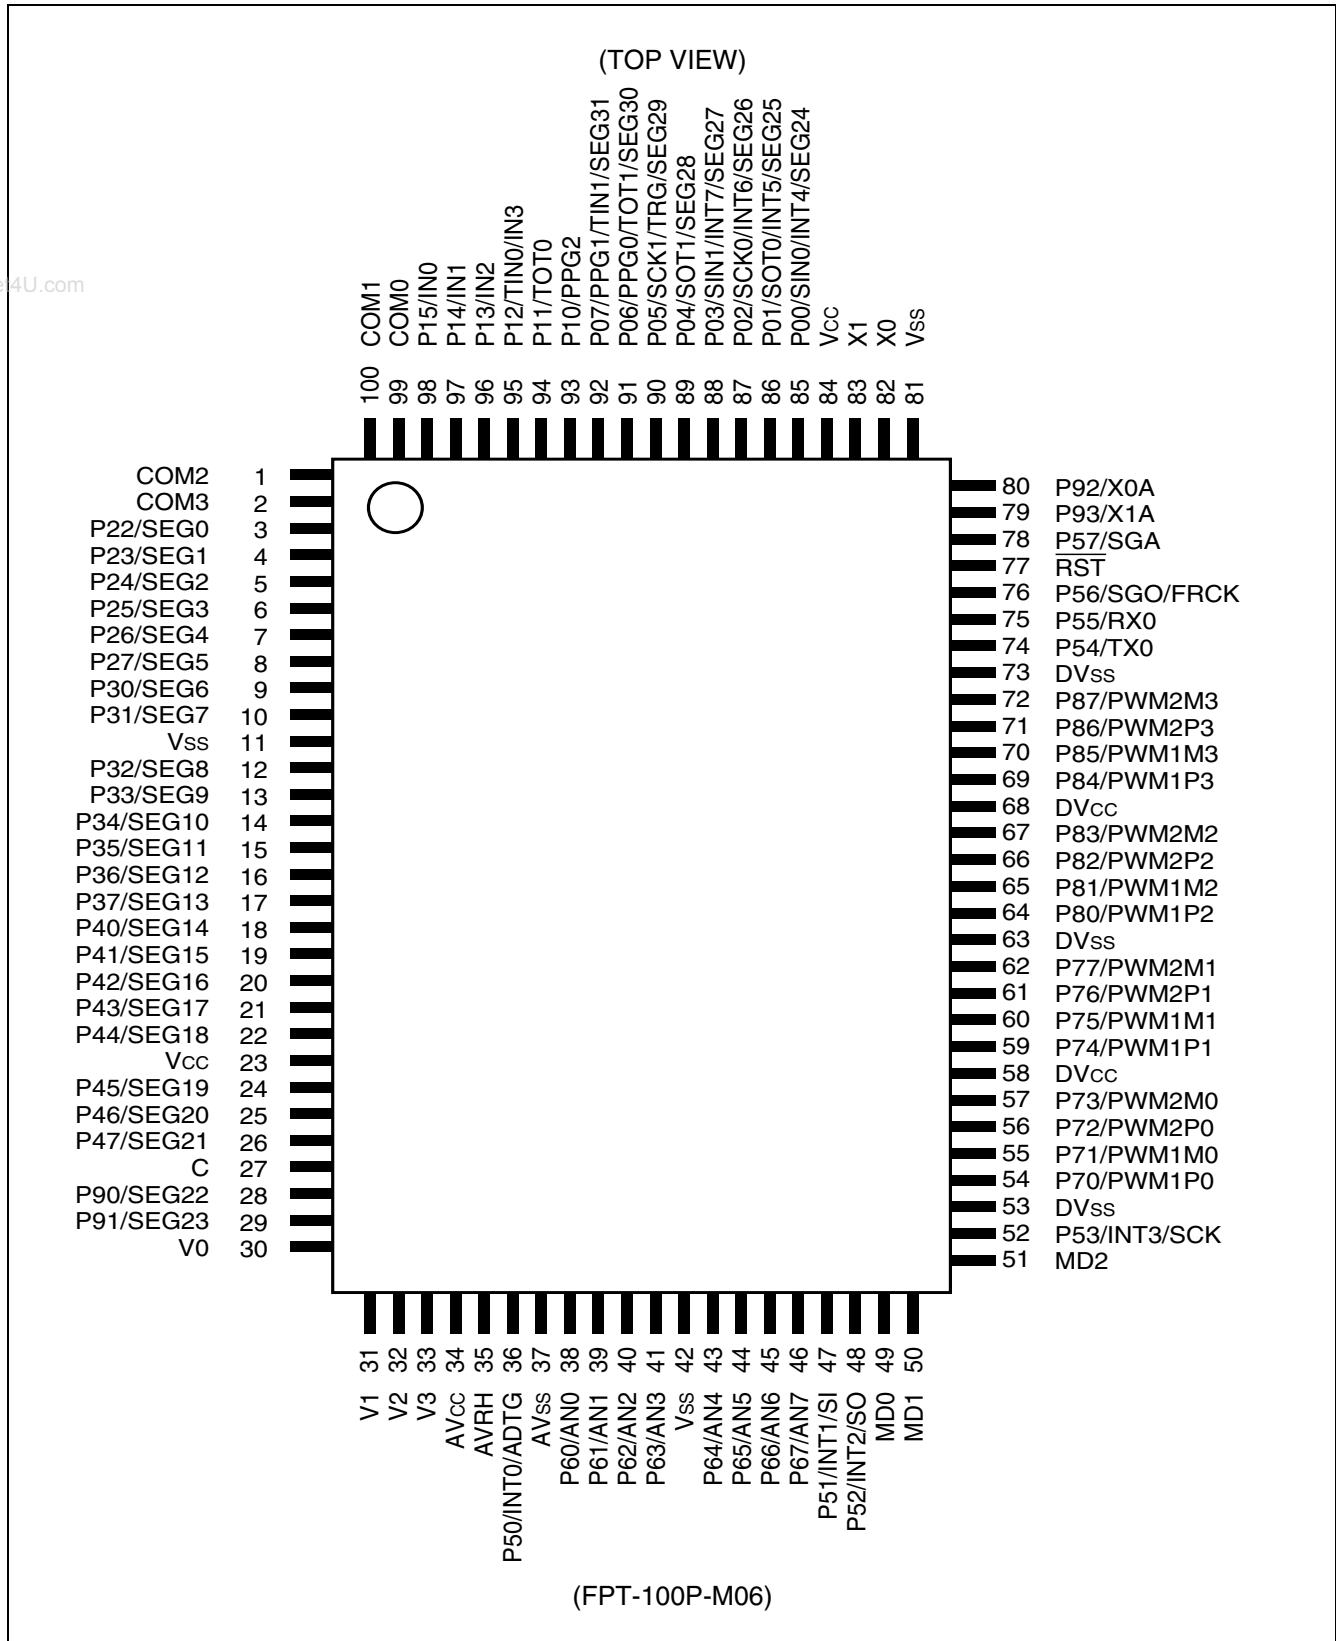 (TOP VIEW)
et4U.com
100 COM1
99 COM0
98 P15/IN0
97 P14/IN1
96 P13/IN2
95 P12/TIN0/IN3
94 P11/TOT0
93 P10/PPG2
92 P07/PPG1/TIN1/SEG31
91 P06/PPG0/TOT1/SEG30
90 P05/SCK1/TRG/SEG29
89 P04/SOT1/SEG28
88 P03/SIN1/INT7/SEG27
87 P02/SCK0/INT6/SEG26
86 P01/SOT0/INT5/SEG25
85 P00/SIN0/INT4/SEG24
84 Vcc
83 X1
82 X0
81 Vss
COM2 1
COM3 2
P22/SEG0 3
P23/SEG1 4
P24/SEG2 5
P25/SEG3 6
P26/SEG4 7
P27/SEG5 8
P30/SEG6 9
P31/SEG7 10
Vss 11
P32/SEG8 12
P33/SEG9 13
P34/SEG10 14
P35/SEG11 15
P36/SEG12 16
P37/SEG13 17
P40/SEG14 18
P41/SEG15 19
P42/SEG16 20
P43/SEG17 21
P44/SEG18 22
Vcc 23
P45/SEG19 24
P46/SEG20 25
P47/SEG21 26
C 27
P90/SEG22 28
P91/SEG23 29
V0 30
80 P92/X0A
79 P93/X1A
78 P57/SGA
77 RST
76 P56/SGO/FRCK
75 P55/RX0
74 P54/TX0
73 DVss
72 P87/PWM2M3
71 P86/PWM2P3
70 P85/PWM1M3
69 P84/PWM1P3
68 DVcc
67 P83/PWM2M2
66 P82/PWM2P2
65 P81/PWM1M2
64 P80/PWM1P2
63 DVss
62 P77/PWM2M1
61 P76/PWM2P1
60 P75/PWM1M1
59 P74/PWM1P1
58 DVcc
57 P73/PWM2M0
56 P72/PWM2P0
55 P71/PWM1M0
54 P70/PWM1P0
53 DVss
52 P53/INT3/SCK
51 MD2
V1 31
V2 32
V3 33
AVcc 34
AVRH 35
P50/INT0/ADTG 36
AVss 37
P60/AN0 38
P61/AN1 39
P62/AN2 40
P63/AN3 41
Vss 42
P64/AN4 43
P65/AN5 44
P66/AN6 45
P67/AN7 46
P51/INT1/SI 47
P52/INT2/SO 48
MD0 49
MD1 50
(FPT-100P-M06)